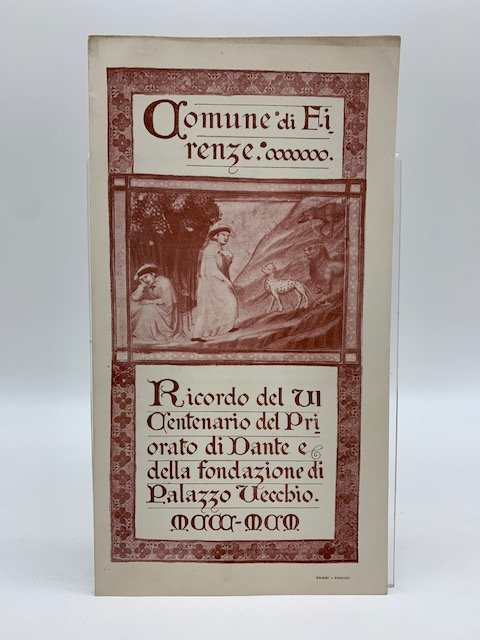 Comune di Fi
renze.
Ricordo del VI
Centenario del Pri
orato di Dante e
della fondazione di
Palazzo Vecchio.
MCCC-MCM